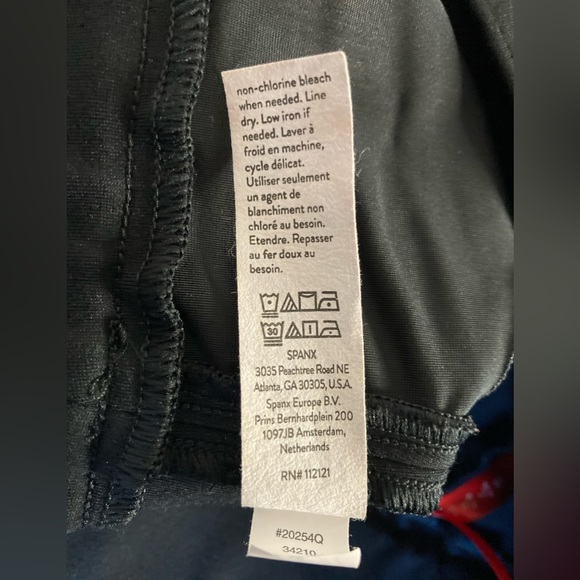 non-chlorine bleach
when needed. Line
dry. Low iron if
needed. Laver à
froid en machine,
cycle délicat.
Utiliser seulement
un agent de
blanchiment non
chloré au besoin.
Etendre. Repasser
au fer doux au
besoin.
30
SPANX
3035 Peachtree Road NE
Atlanta, GA 30305, U.S.A.
Spanx Europe B.V.
Prins Bernhardplein 200
1097JB Amsterdam,
Netherlands
RN# 112121
#20254Q
34210